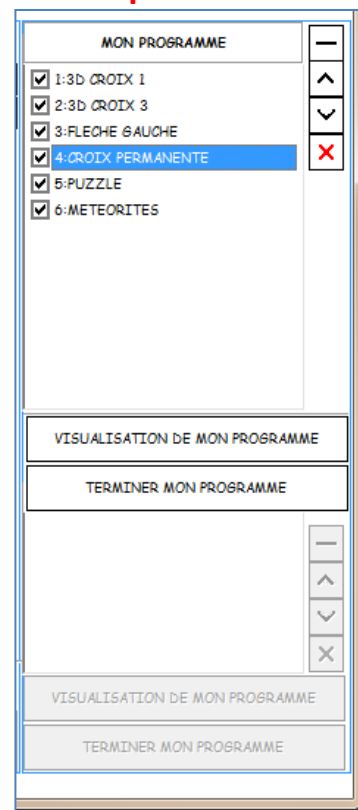 MON PROGRAMME
1:3D CROIX 1
2:3D CROIX 3
3:FLECHE GAUCHE
4:CROIX PERMANENTE
5:PUZZLE
6:METEORITES
VISUALISATION DE MON PROGRAMME
TERMINER MON PROGRAMME
VISUALISATION DE MON PROGRAMME
TERMINER MON PROGRAMME